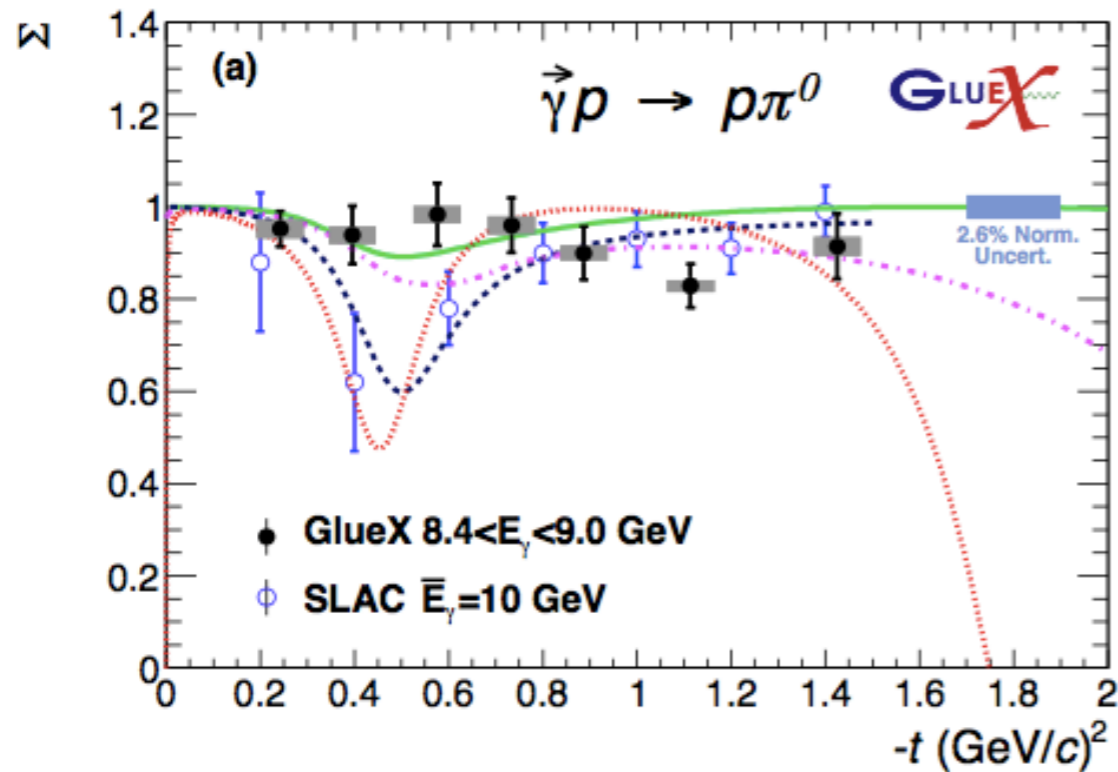 Σ
1.4
1.2
1
0.8
0.6
0.4
0.2
0
(a)
γ⃗p → pπ⁰
GLUEX
2.6% Norm.
Uncert.
GlueX 8.4<E_γ<9.0 GeV
SLAC E̅_γ=10 GeV
0 0.2 0.4 0.6 0.8 1 1.2 1.4 1.6 1.8 2
-t (GeV/c)²